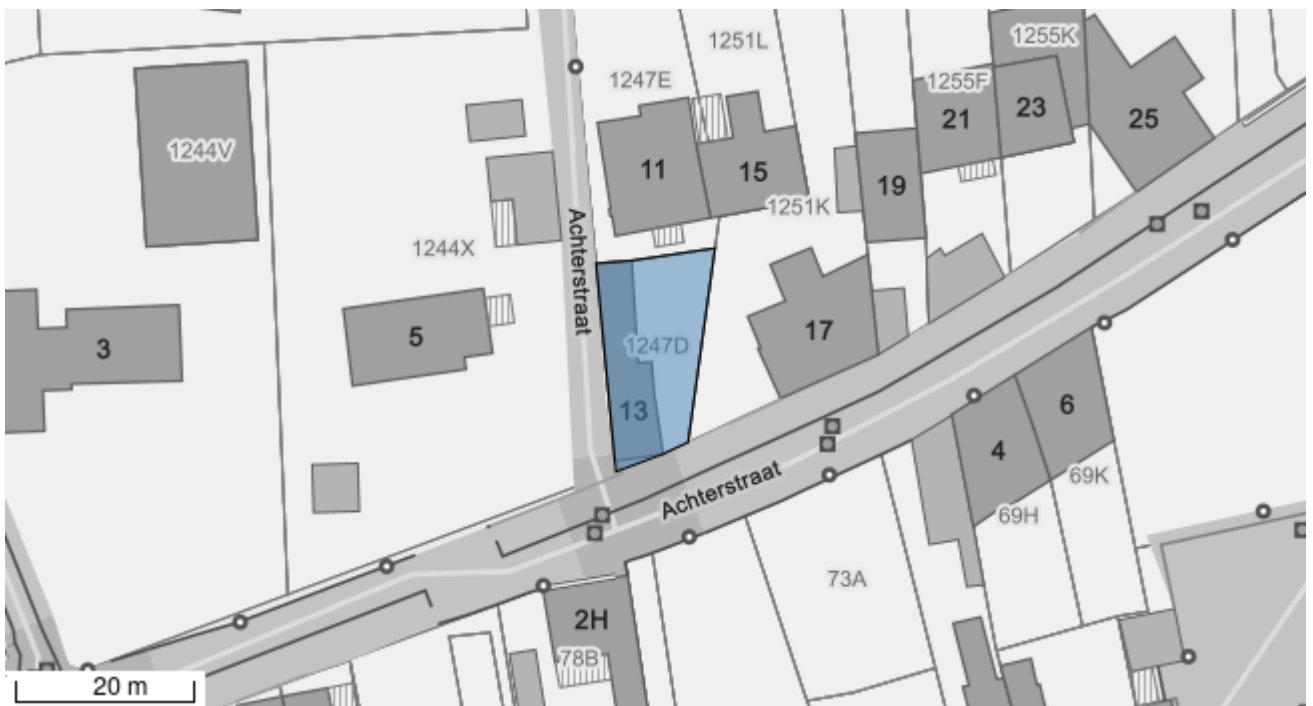 1251L
1255K
1247E
1255F
23
21
25
1244V
11
15
19
1251K
Achterstraat
1244X
5
17
3
1247D
13
6
4
Achterstraat
69K
69H
73A
2H
78B
20 m